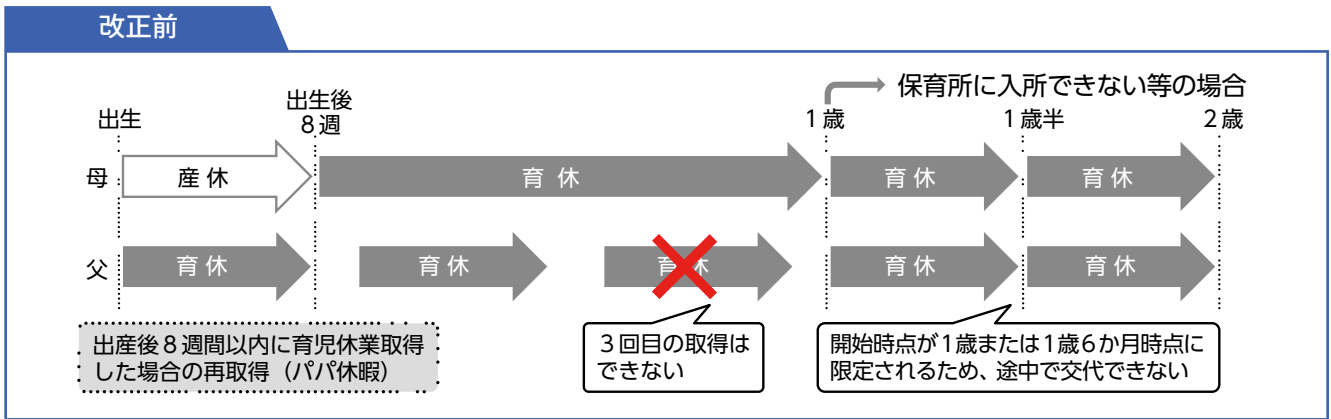 改正前
保育所に入所できない等の場合
出生
出生後
8週
1歳
1歳半
2歳
母
産休
育休
育休
育休
父
育休
育休
育休
育休
育休
出産後8週間以内に育児休業取得
した場合の再取得（パパ休暇）
3回目の取得は
できない
開始時点が1歳または1歳6か月時点に
限定されるため、途中で交代できない